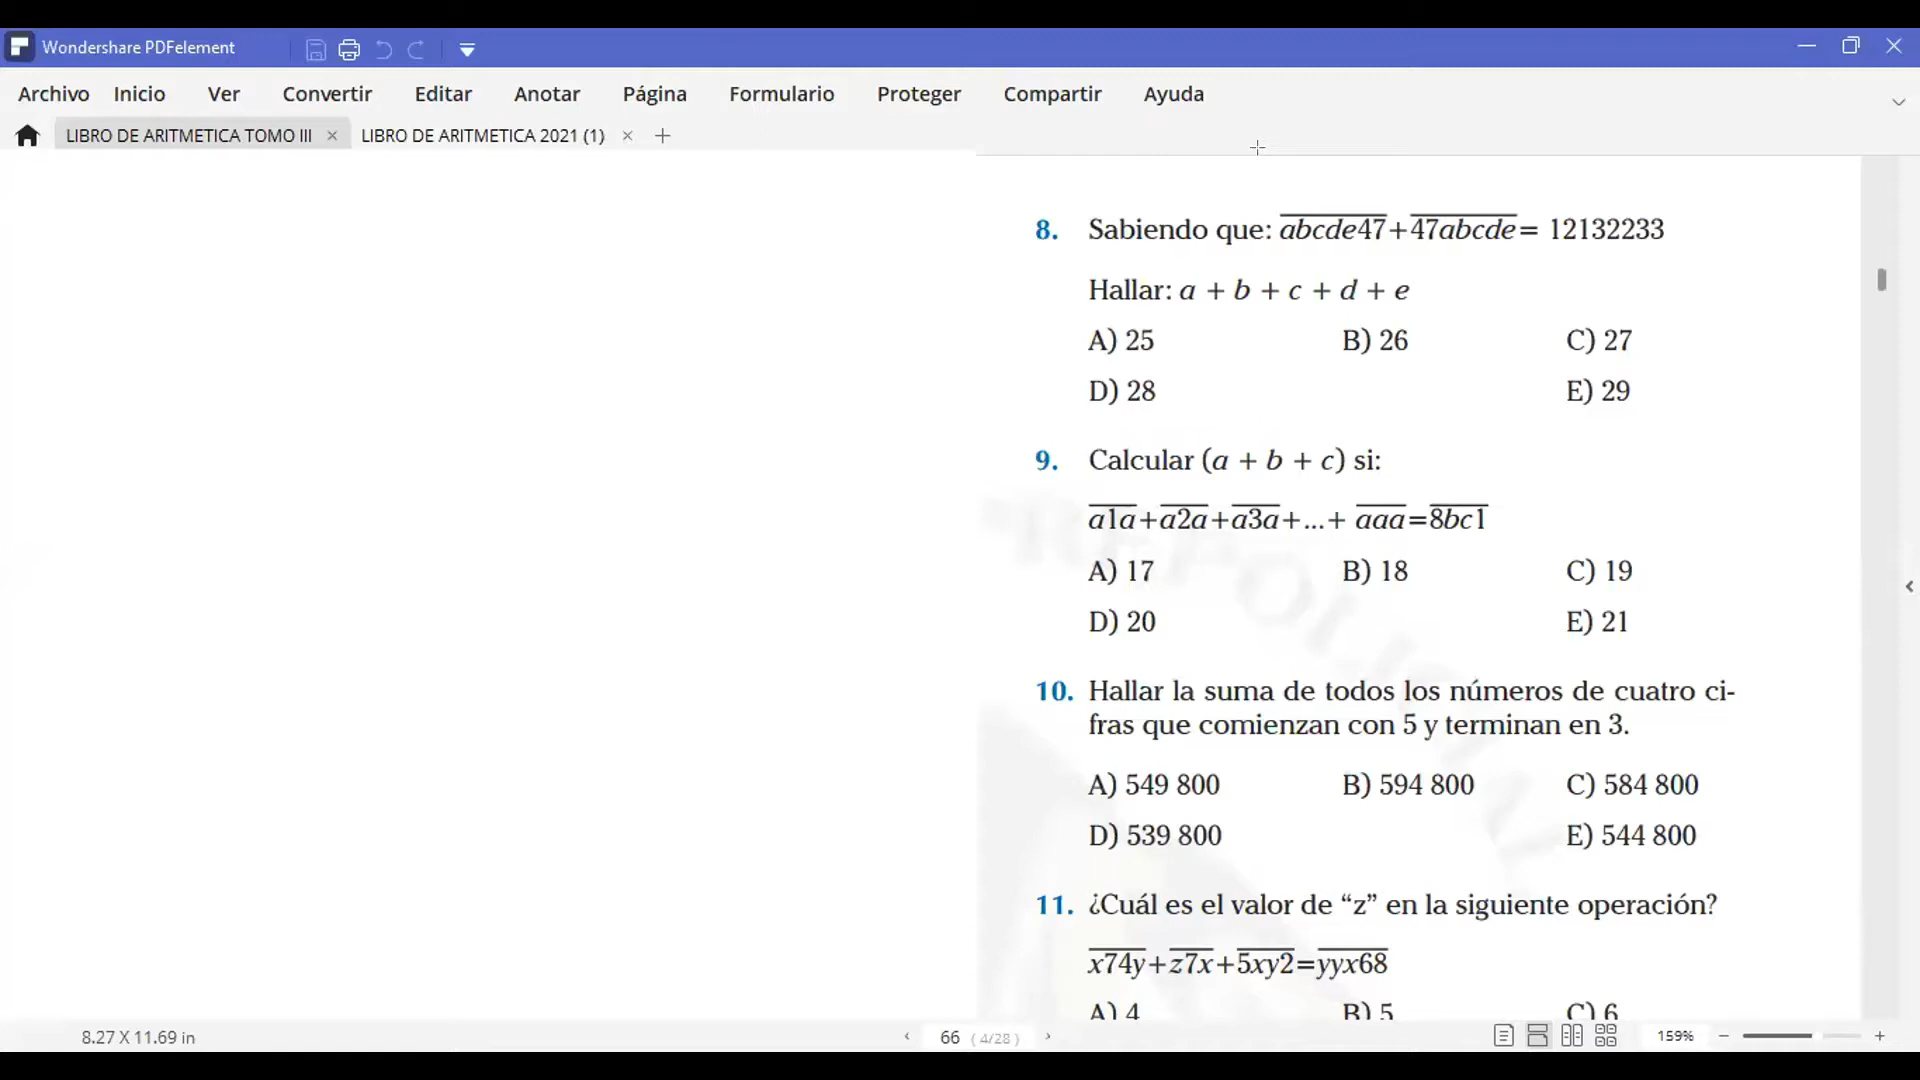 Wondershare PDFelement
Archivo Inicio Ver Convertir Editar Anotar Página Formulario Proteger Compartir Ayuda
LIBRO DE ARITMETICA TOMO III × LIBRO DE ARITMETICA 2021 (1) × +
8. Sabiendo que: abcde47+47abcde= 12132233
Hallar: a + b + c + d + e
A) 25 B) 26 C) 27
D) 28 E) 29
9. Calcular (a + b + c) si:
a1a+a2a+a3a+...+ aaa=8bc1
A) 17 B) 18 C) 19
D) 20 E) 21
10. Hallar la suma de todos los números de cuatro ci-
fras que comienzan con 5 y terminan en 3.
A) 549 800 B) 594 800 C) 584 800
D) 539 800 E) 544 800
11. ¿Cuál es el valor de “z” en la siguiente operación?
x74y+z7x+5xy2=yyx68
A) 4 B) 5 C) 6
8.27 X 11.69 in ‹ 66 ( 4/28 ) › 159% − +